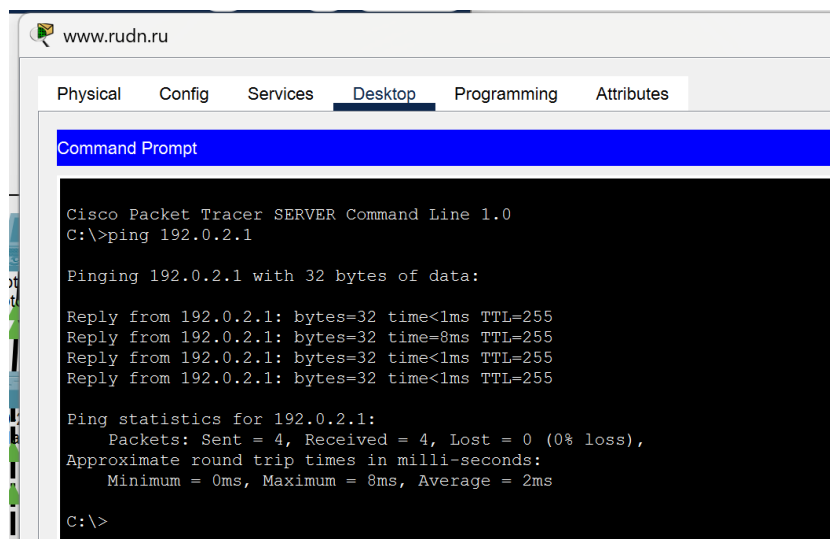 www.rudn.ru
Physical Config Services Desktop Programming Attributes
Command Prompt
Cisco Packet Tracer SERVER Command Line 1.0
C:\>ping 192.0.2.1
Pinging 192.0.2.1 with 32 bytes of data:
Reply from 192.0.2.1: bytes=32 time<1ms TTL=255
Reply from 192.0.2.1: bytes=32 time=8ms TTL=255
Reply from 192.0.2.1: bytes=32 time<1ms TTL=255
Reply from 192.0.2.1: bytes=32 time<1ms TTL=255
Ping statistics for 192.0.2.1:
Packets: Sent = 4, Received = 4, Lost = 0 (0% loss),
Approximate round trip times in milli-seconds:
Minimum = 0ms, Maximum = 8ms, Average = 2ms
C:\>